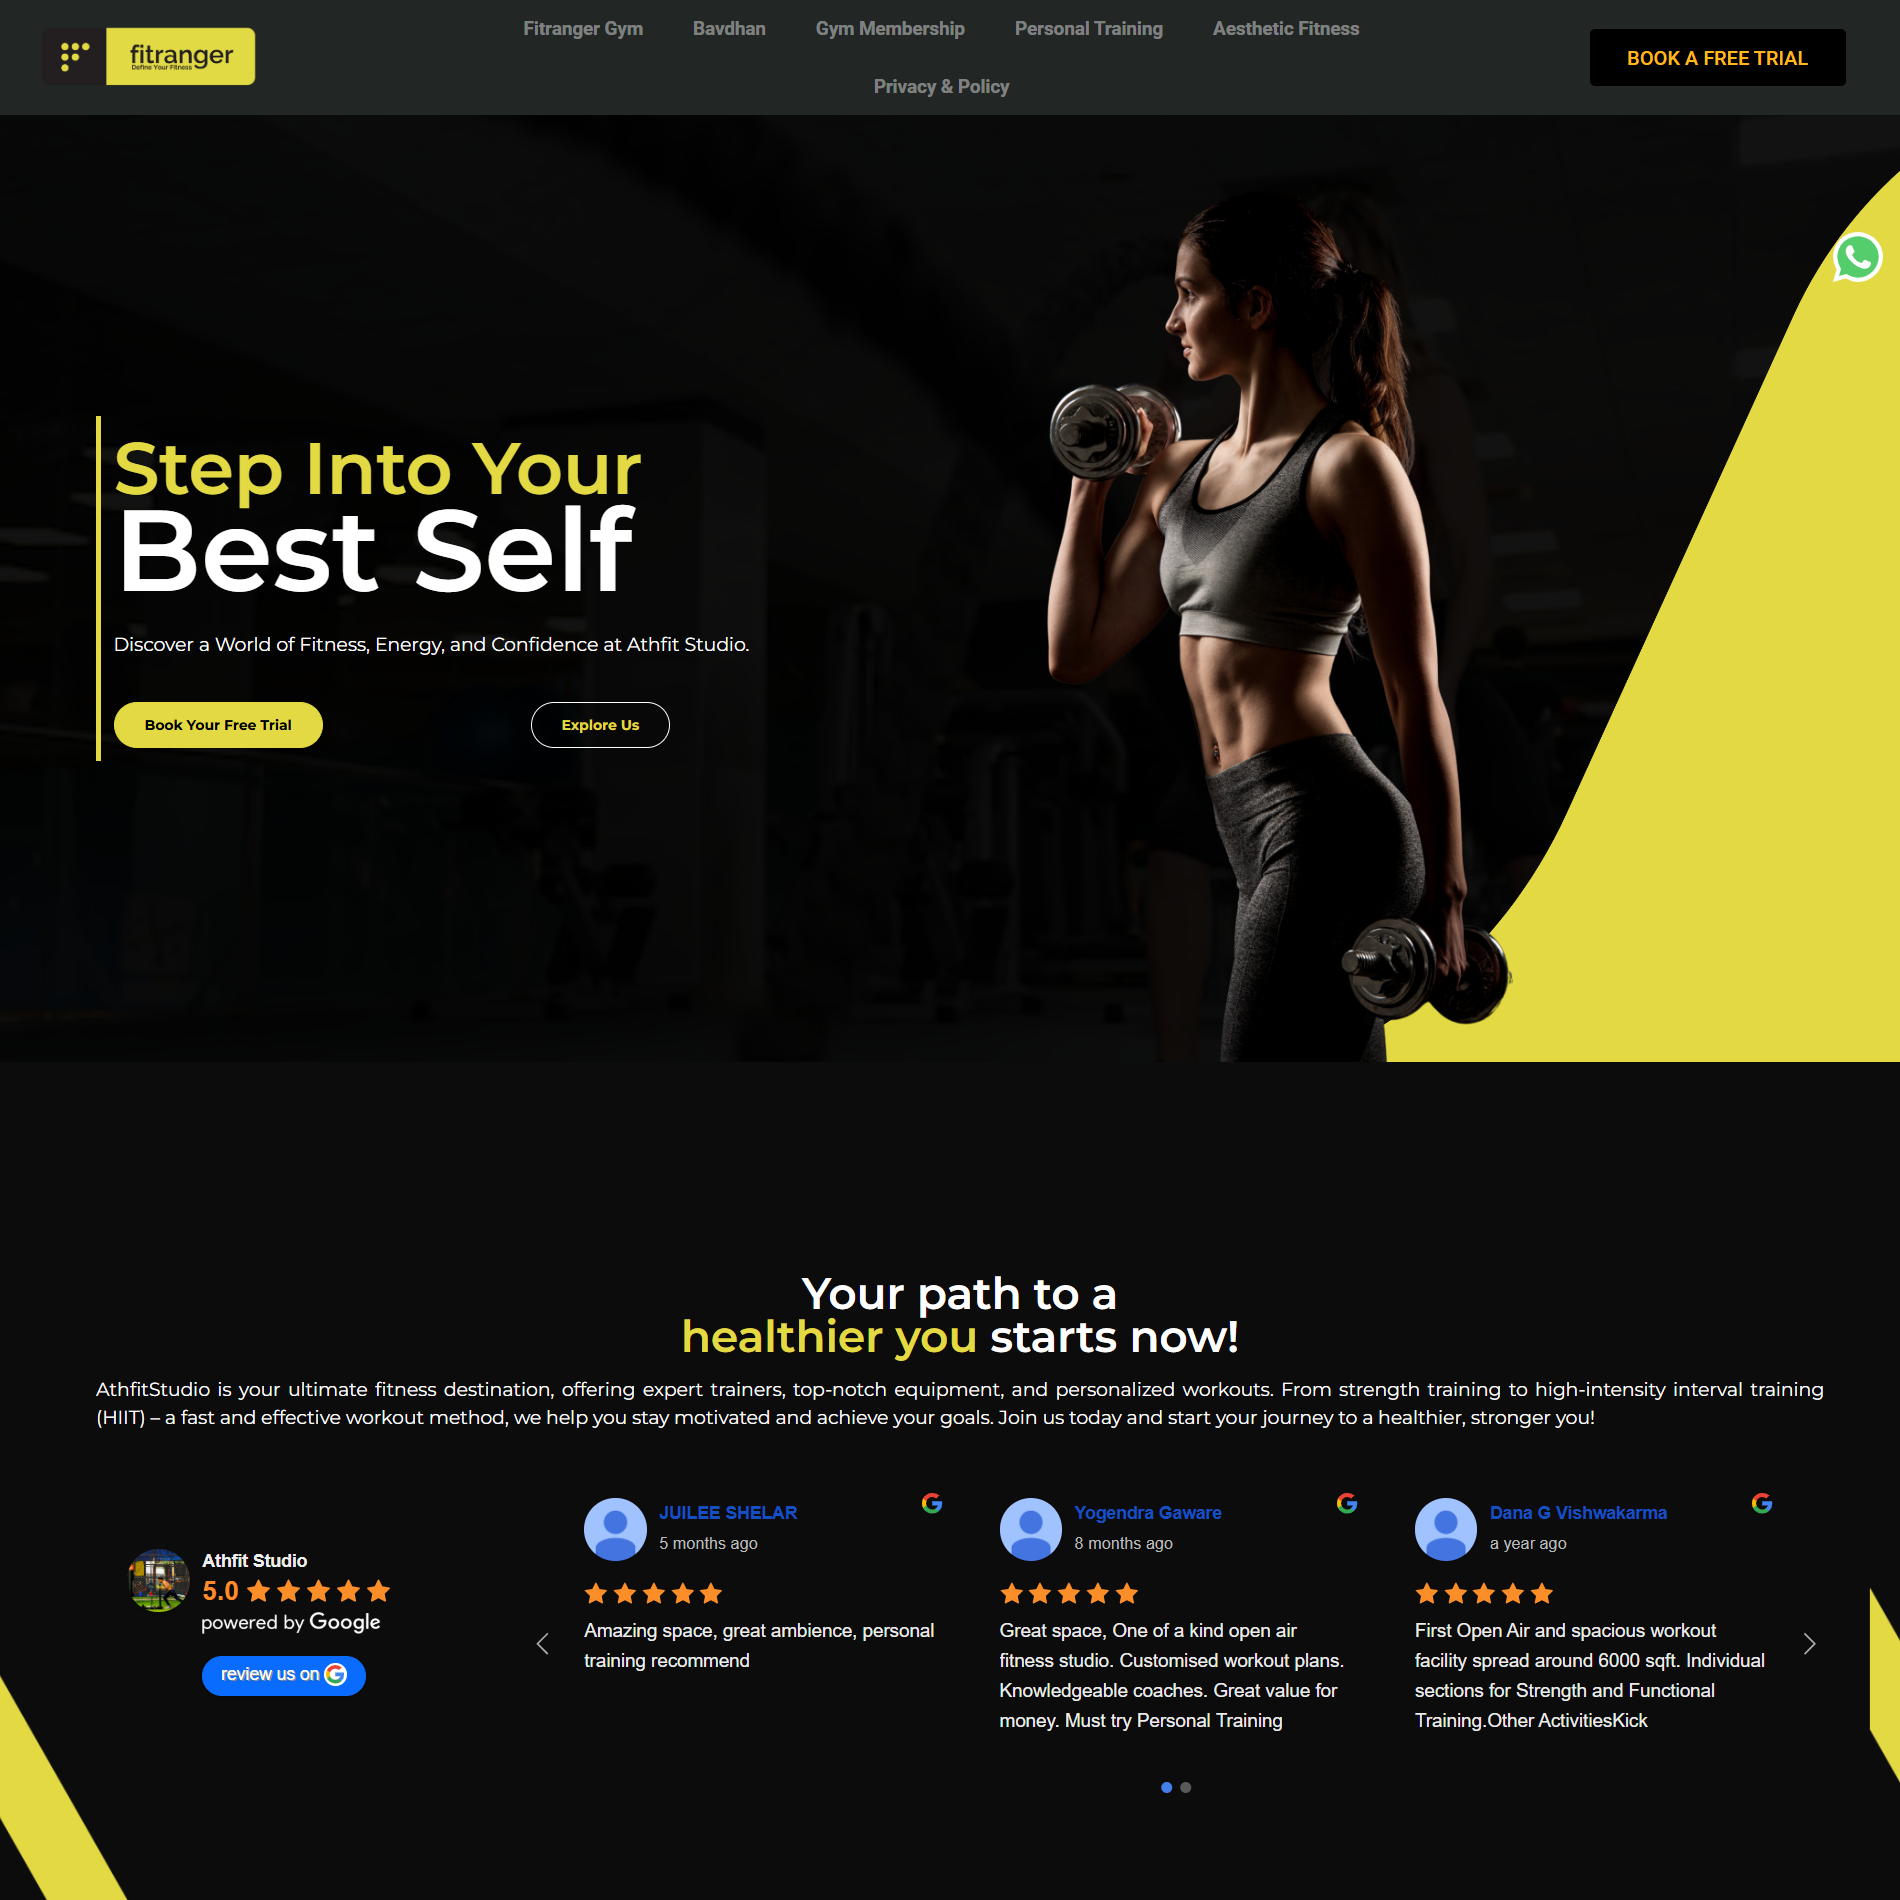 fitranger
Define Your Fitness
Fitranger Gym
Bavdhan
Gym Membership
Personal Training
Aesthetic Fitness
Privacy & Policy
BOOK A FREE TRIAL
Step Into Your
Best Self
Discover a World of Fitness, Energy, and Confidence at Athfit Studio.
Book Your Free Trial
Explore Us
Your path to a
healthier you starts now!
AthfitStudio is your ultimate fitness destination, offering expert trainers, top-notch equipment, and personalized workouts. From strength training to high-intensity interval training
(HIIT) – a fast and effective workout method, we help you stay motivated and achieve your goals. Join us today and start your journey to a healthier, stronger you!
Athfit Studio
5.0
powered by Google
review us on
JUILEE SHELAR
5 months ago
Amazing space, great ambience, personal
training recommend
Yogendra Gaware
8 months ago
Great space, One of a kind open air
fitness studio. Customised workout plans.
Knowledgeable coaches. Great value for
money. Must try Personal Training
Dana G Vishwakarma
a year ago
First Open Air and spacious workout
facility spread around 6000 sqft. Individual
sections for Strength and Functional
Training.Other ActivitiesKick